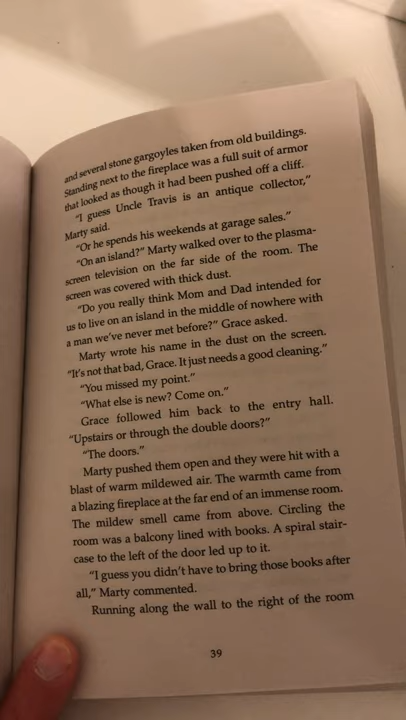 and several stone gargoyles taken from old buildings.
Standing next to the fireplace was a full suit of armor
that looked as though it had been pushed off a cliff.
"I guess Uncle Travis is an antique collector,"
Marty said.
"Or he spends his weekends at garage sales."
"On an island?" Marty walked over to the plasma-
screen television on the far side of the room. The
screen was covered with thick dust.
"Do you really think Mom and Dad intended for
us to live on an island in the middle of nowhere with
a man we've never met before?" Grace asked.
Marty wrote his name in the dust on the screen.
"It's not that bad, Grace. It just needs a good cleaning."
"You missed my point."
"What else is new? Come on."
Grace followed him back to the entry hall.
"Upstairs or through the double doors?"
"The doors."
Marty pushed them open and they were hit with a
blast of warm mildewed air. The warmth came from
a blazing fireplace at the far end of an immense room.
The mildew smell came from above. Circling the
room was a balcony lined with books. A spiral stair-
case to the left of the door led up to it.
"I guess you didn't have to bring those books after
all," Marty commented.
Running along the wall to the right of the room
39